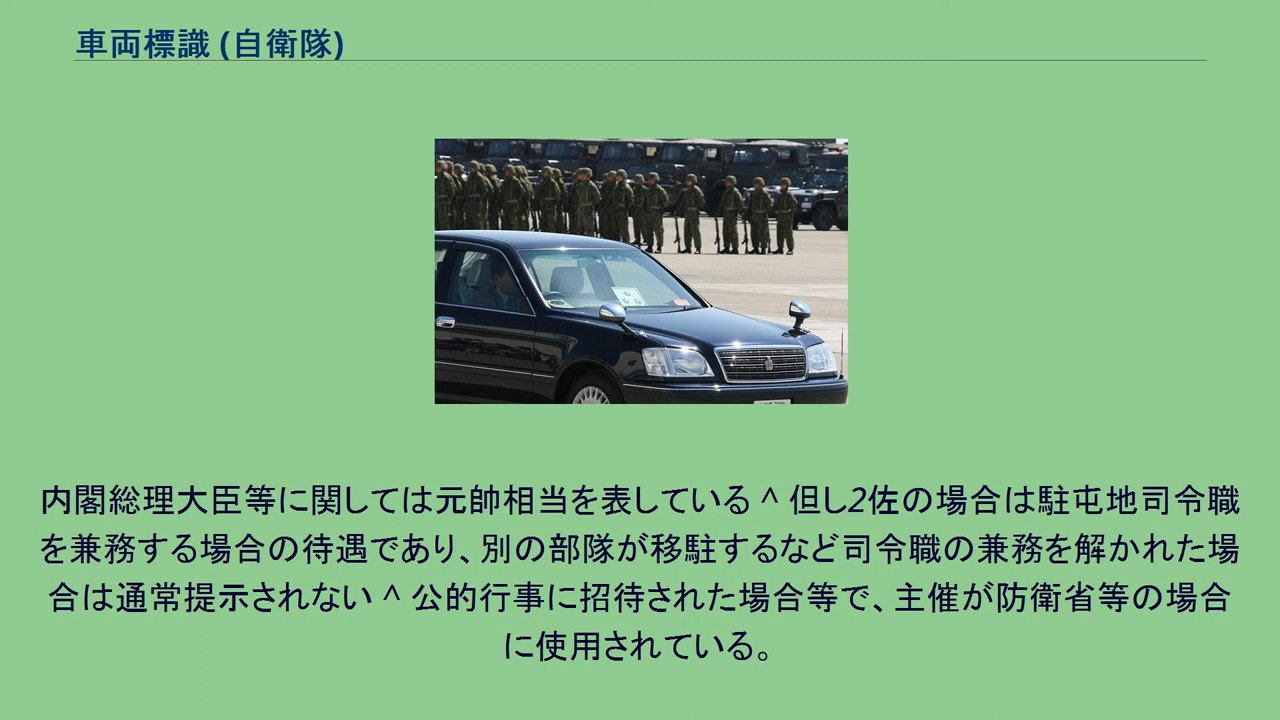 車両標識 (自衛隊)
内閣総理大臣等に関しては元帥相当を表している ^ 但し2佐の場合は駐屯地司令職
を兼務する場合の待遇であり、別の部隊が移駐するなど司令職の兼務を解かれた場
合は通常提示されない ^ 公的行事に招待された場合等で、主催が防衛省等の場合
に使用されている。